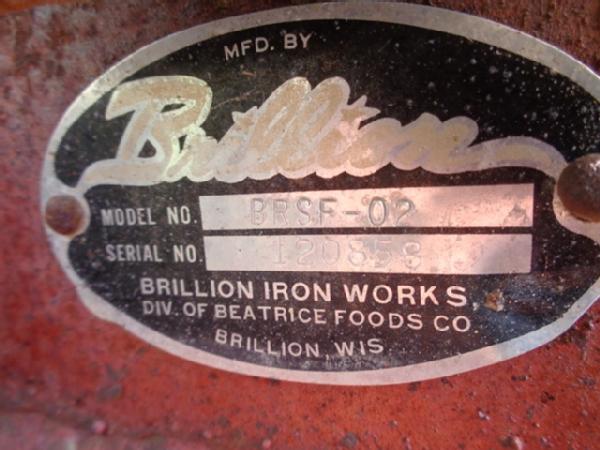 MFD. BY
Brillion
MODEL NO. BRSF-02
SERIAL NO. 120853
BRILLION IRON WORKS,
DIV. OF BEATRICE FOODS CO.
BRILLION, WIS.